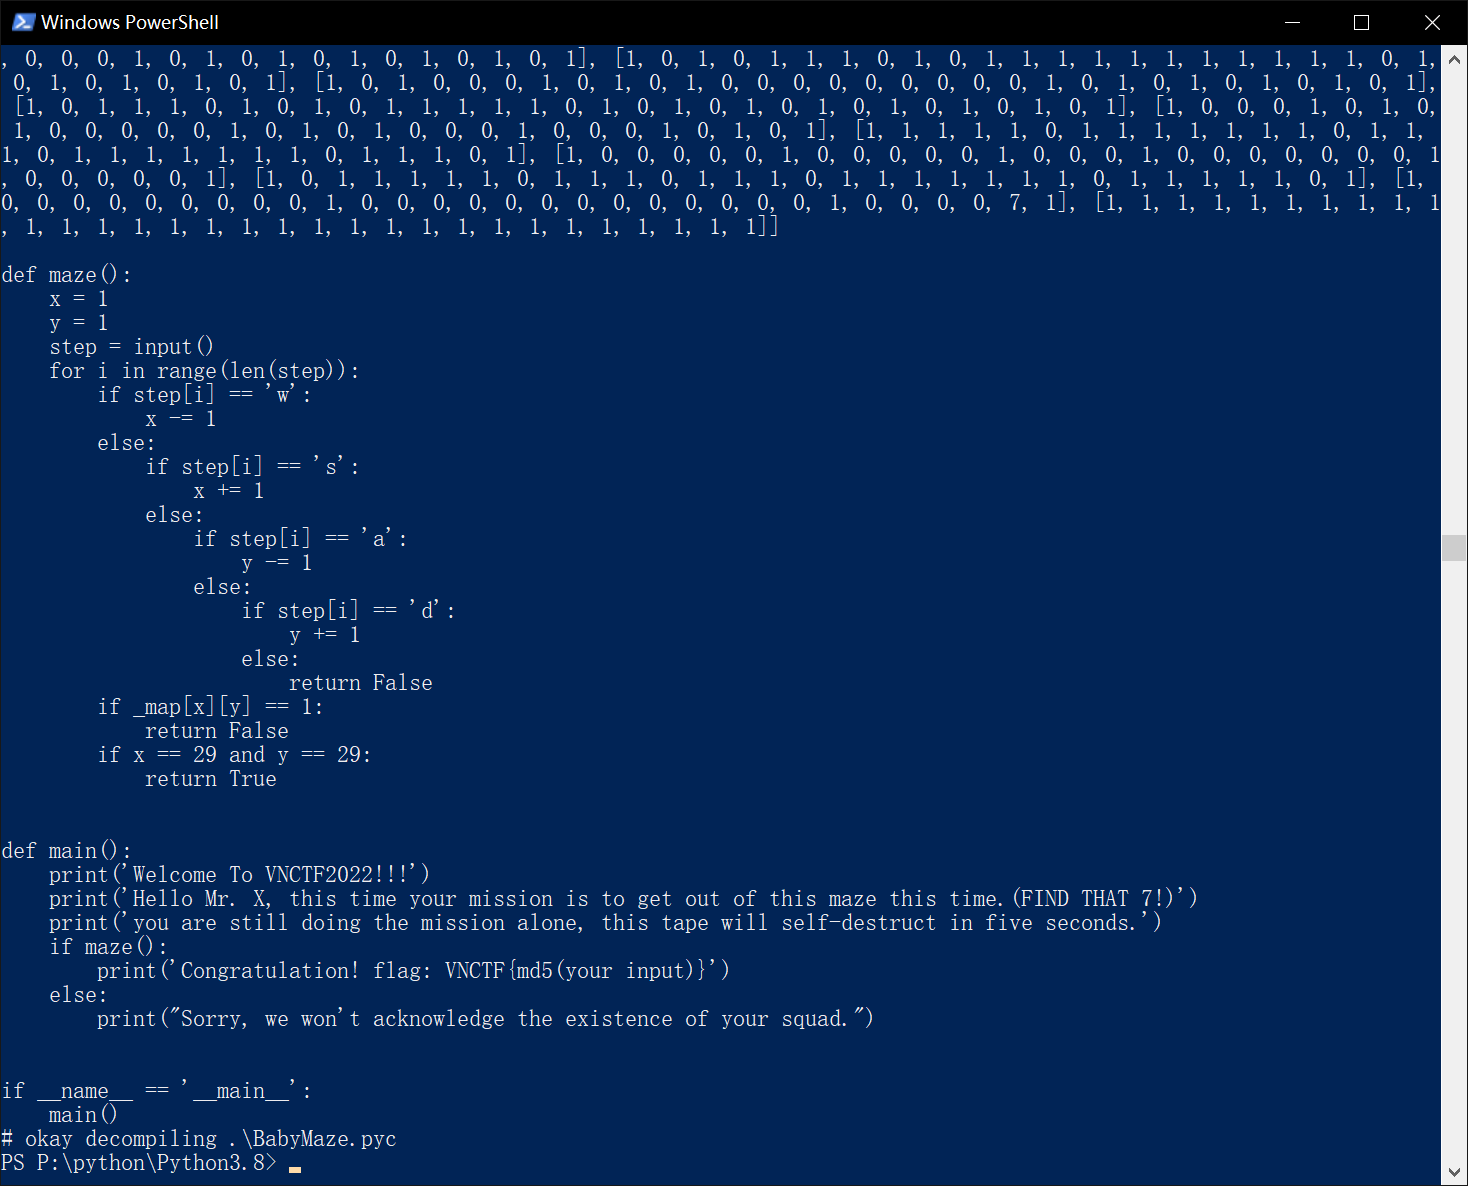 Windows PowerShell
, 0, 0, 0, 1, 0, 1, 0, 1, 0, 1, 0, 1, 0, 1, 0, 1], [1, 0, 1, 0, 1, 1, 1, 0, 1, 0, 1, 1, 1, 1, 1, 1, 1, 1, 1, 1, 1, 0, 1,
0, 1, 0, 1, 0, 1, 0, 1], [1, 0, 1, 0, 0, 0, 1, 0, 1, 0, 1, 0, 0, 0, 0, 0, 0, 0, 0, 0, 1, 0, 1, 0, 1, 0, 1, 0, 1, 0, 1],
[1, 0, 1, 1, 1, 0, 1, 0, 1, 0, 1, 1, 1, 1, 1, 0, 1, 0, 1, 0, 1, 0, 1, 0, 1, 0, 1, 0, 1, 0, 1], [1, 0, 0, 0, 1, 0, 1, 0,
1, 0, 0, 0, 0, 0, 1, 0, 1, 0, 1, 0, 0, 0, 1, 0, 0, 0, 1, 0, 1, 0, 1], [1, 1, 1, 1, 1, 0, 1, 1, 1, 1, 1, 1, 1, 0, 1, 1,
1, 0, 1, 1, 1, 1, 1, 1, 1, 0, 1, 1, 1, 0, 1], [1, 0, 0, 0, 0, 0, 1, 0, 0, 0, 0, 0, 1, 0, 0, 0, 1, 0, 0, 0, 0, 0, 0, 0, 1
, 0, 0, 0, 0, 0, 1], [1, 0, 1, 1, 1, 1, 1, 0, 1, 1, 1, 0, 1, 1, 1, 0, 1, 1, 1, 1, 1, 1, 1, 0, 1, 1, 1, 1, 1, 0, 1], [1,
0, 0, 0, 0, 0, 0, 0, 0, 1, 0, 0, 0, 0, 0, 0, 0, 0, 0, 0, 0, 0, 0, 1, 0, 0, 0, 0, 7, 1], [1, 1, 1, 1, 1, 1, 1, 1, 1, 1
, 1, 1, 1, 1, 1, 1, 1, 1, 1, 1, 1, 1, 1, 1, 1, 1, 1, 1, 1, 1, 1]]
def maze():
x = 1
y = 1
step = input()
for i in range(len(step)):
if step[i] == 'w':
x -= 1
else:
if step[i] == 's':
x += 1
else:
if step[i] == 'a':
y -= 1
else:
if step[i] == 'd':
y += 1
else:
return False
if _map[x][y] == 1:
return False
if x == 29 and y == 29:
return True
def main():
print('Welcome To VNCTF2022!!!')
print('Hello Mr. X, this time your mission is to get out of this maze this time.(FIND THAT 7!)')
print('you are still doing the mission alone, this tape will self-destruct in five seconds.')
if maze():
print('Congratulation! flag: VNCTF{md5(your input)}')
else:
print("Sorry, we won't acknowledge the existence of your squad.")
if __name__ == '__main__':
main()
# okay decompiling .\BabyMaze.pyc
PS P:\python\Python3.8>